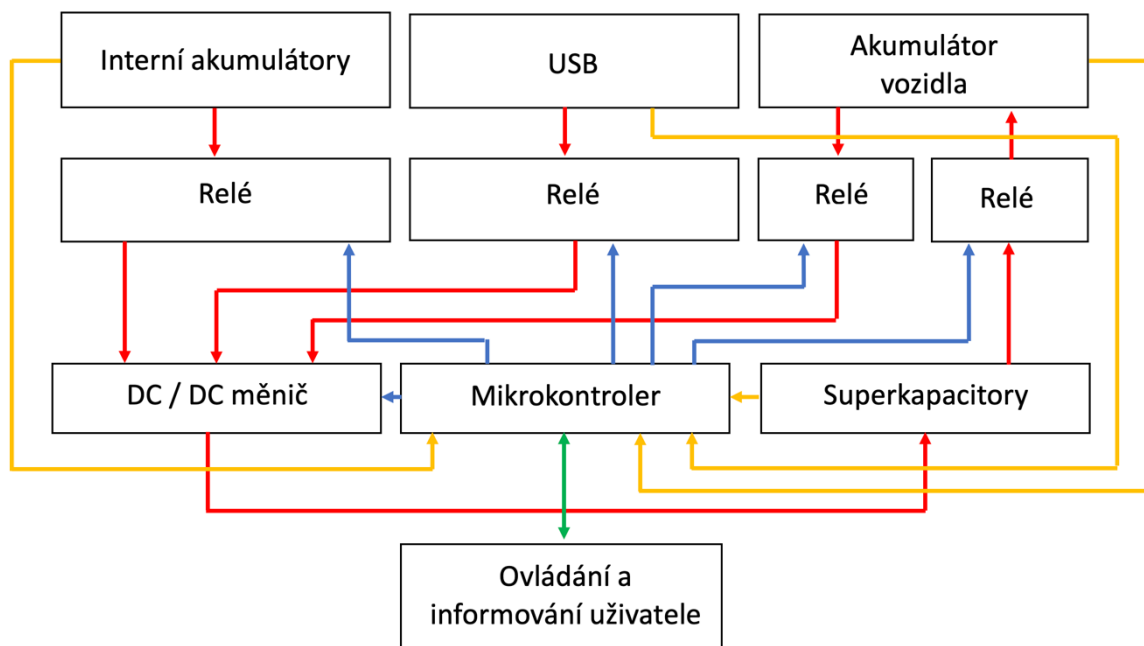 Interní akumulátory
USB
Akumulátor
vozidla
Relé
Relé
Relé
Relé
DC / DC měnič
Mikrokontroler
Superkapacitory
Ovládání a
informování uživatele